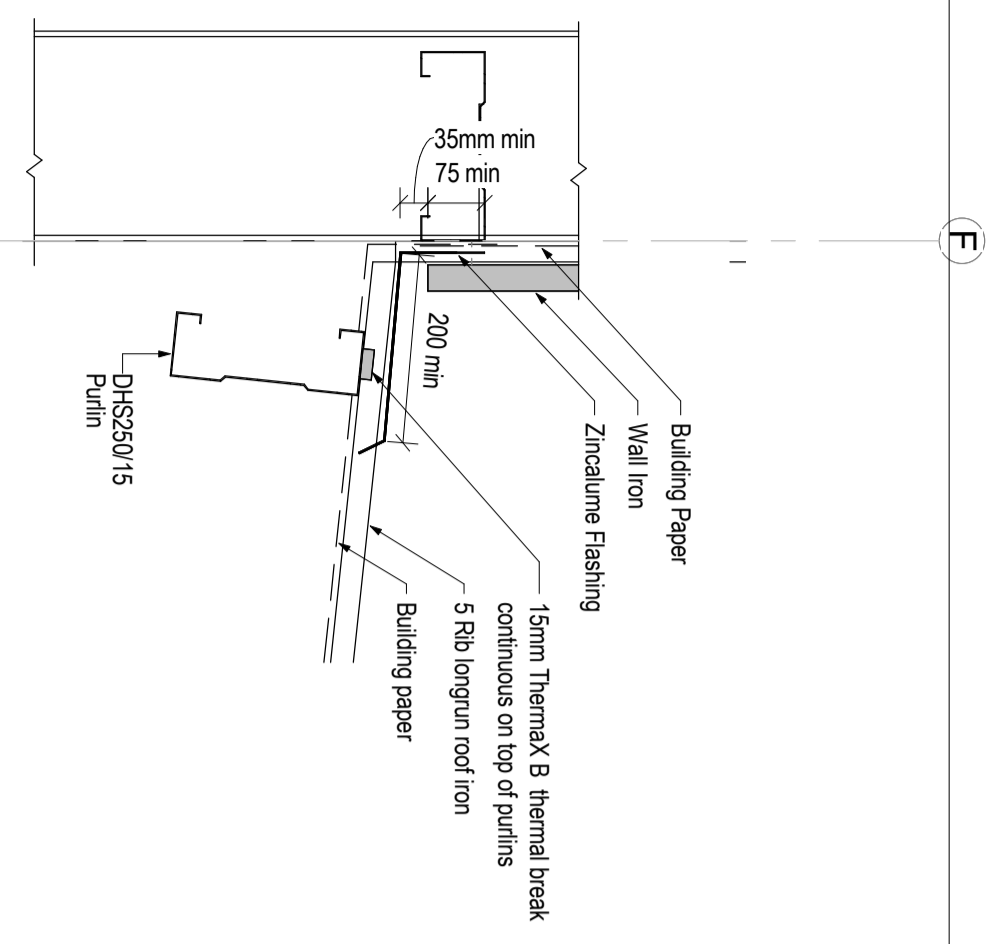 F
35mm min
75 min
200 min
Building Paper
Wall Iron
Zincalume Flashing
15mm ThermaX B thermal break
continuous on top of purlins
5 Rib longrun roof iron
Building paper
DHS250/15
Purlin